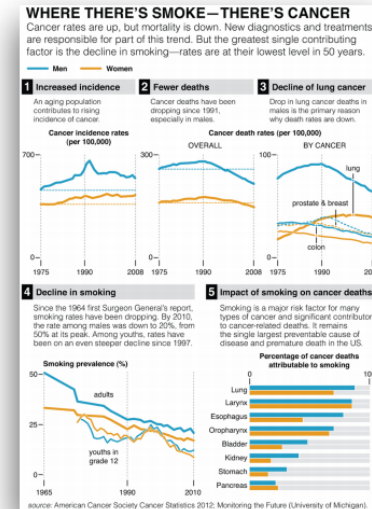 WHERE THERE'S SMOKE—THERE'S CANCER
Cancer rates are up, but mortality is down. New diagnostics and treatments
are responsible for part of this trend. But the greatest single contributing
factor is the decline in smoking—rates are at their lowest level in 50 years.
Men Women
1 Increased incidence
An aging population
contributes to rising
incidence of cancer.
2 Fewer deaths
Cancer deaths have been
dropping since 1991,
especially in males.
3 Decline of lung cancer
Drop in lung cancer deaths in
males is the primary reason
why death rates are down.
Cancer incidence rates
(per 100,000)
700
0
1975 1990 2008
Cancer death rates (per 100,000)
OVERALL
300
0
1975 1990 2008
BY CANCER
100
lung
prostate & breast
colon
0
1975 1990 20
4 Decline in smoking
Since the 1964 first Surgeon General's report,
smoking rates have been dropping. By 2010,
the rate among males was down to 20%, from
50% at its peak. Among youths, rates have
been on an even steeper decline since 1997.
Smoking prevalence (%)
50
adults
25
youths in
grade 12
0
1965 1990 2010
5 Impact of smoking on cancer deaths
Smoking is a major risk factor for many
types of cancer and significant contributor
to cancer-related deaths. It remains
the single largest preventable cause of
disease and premature death in the US.
Percentage of cancer deaths
attributable to smoking
0 10
Lung
Larynx
Esophagus
Oropharynx
Bladder
Kidney
Stomach
Pancreas
source: American Cancer Society Cancer Statistics 2012; Monitoring the Future (University of Michigan).